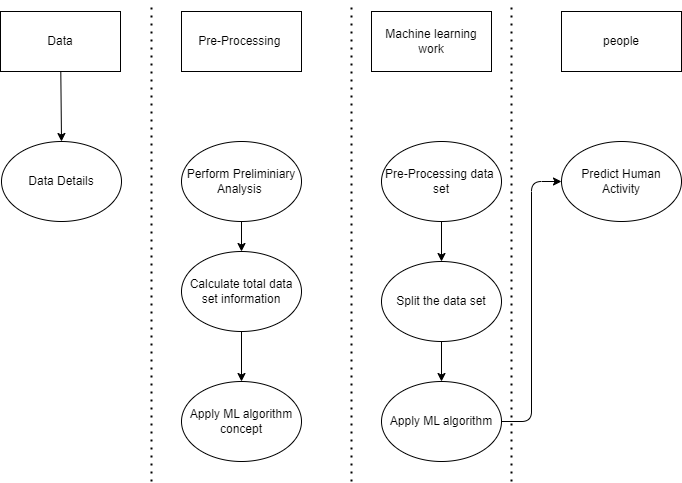 Data
Pre-Processing
Machine learning
work
people
Data Details
Perform Preliminiary
Analysis
Pre-Processing data
set
Predict Human
Activity
Calculate total data
set information
Split the data set
Apply ML algorithm
concept
Apply ML algorithm